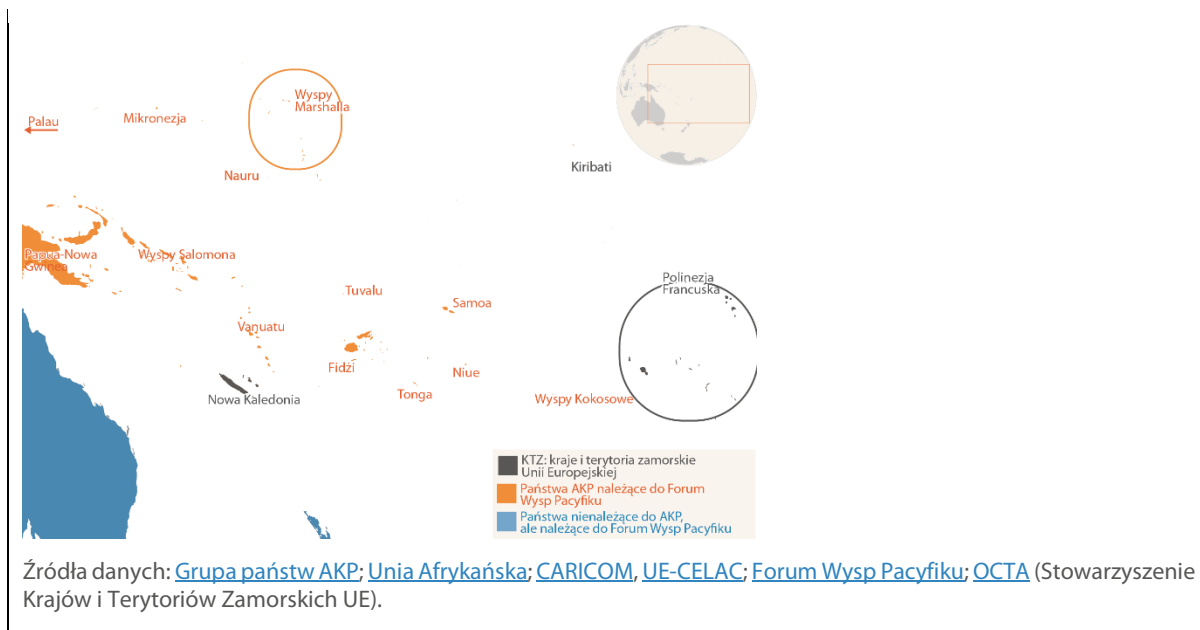 Wyspy
Marshalla
Palau
Mikronezja
Kiribati
Nauru
Papua-Nowa
Gwinea
Wyspy Salomona
Polinezja
Francuska
Tuvalu
Samoa
Vanuatu
Fidżi
Niue
Tonga
Nowa Kaledonia
Wyspy Kokosowe
KTZ: kraje i terytoria zamorskie
Unii Europejskiej
Państwa AKP należące do Forum
Wysp Pacyfiku
Państwa nienależące do AKP,
ale należące do Forum Wysp Pacyfiku
Źródła danych: Grupa państw AKP; Unia Afrykańska; CARICOM, UE-CELAC; Forum Wysp Pacyfiku; OCTA (Stowarzyszenie
Krajów i Terytoriów Zamorskich UE).